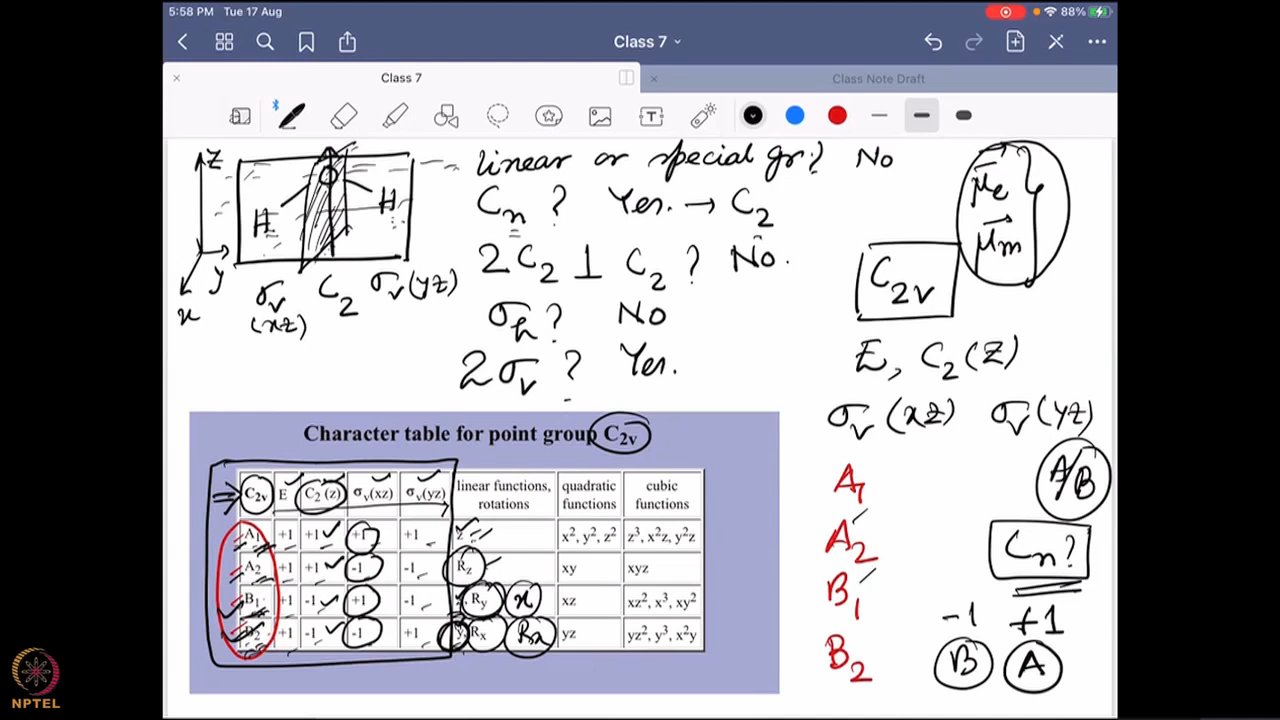 5:58 PM Tue 17 Aug
88%
Class 7
Class 7
Class Note Draft
T
z
H
H
y
x
σv (xz)
C2
σv (yz)
linear or special gr? No
Cn ? Yes. → C2
2C2 ⊥ C2 ? No.
σh ? No
2σv ? Yes.
μe
μm
C2v
E, C2(z)
σv (xz) σv (yz)
A1
A2
B1
B2
A/B
Cn?
-1 +1
B A
Character table for point group C2v
C2v E C2 (z) σv(xz) σv(yz) linear functions, rotations quadratic functions cubic functions
A1 +1 +1 +1 +1 z x², y², z² z³, x²z, y²z
A2 +1 +1 -1 -1 Rz xy xyz
B1 +1 -1 +1 -1 Ry x xz xz², x³, xy²
B2 +1 -1 -1 +1 y, Rx Rx yz yz², y³, x²y
NPTEL